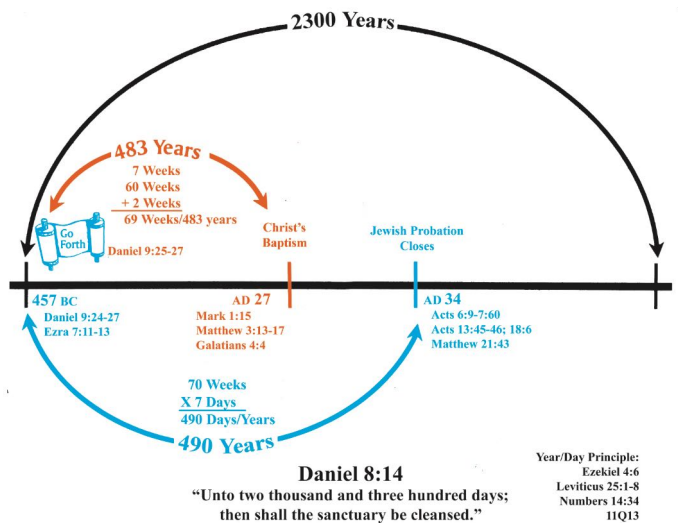 2300 Years
483 Years
7 Weeks
60 Weeks
+ 2 Weeks
69 Weeks/483 years
Go
Forth
Daniel 9:25-27
Christ's
Baptism
Jewish Probation
Closes
457 BC
Daniel 9:24-27
Ezra 7:11-13
AD 27
Mark 1:15
Matthew 3:13-17
Galatians 4:4
AD 34
Acts 6:9-7:60
Acts 13:45-46; 18:6
Matthew 21:43
70 Weeks
X 7 Days
490 Days/Years
490 Years
Daniel 8:14
“Unto two thousand and three hundred days;
then shall the sanctuary be cleansed.”
Year/Day Principle:
Ezekiel 4:6
Leviticus 25:1-8
Numbers 14:34
11Q13